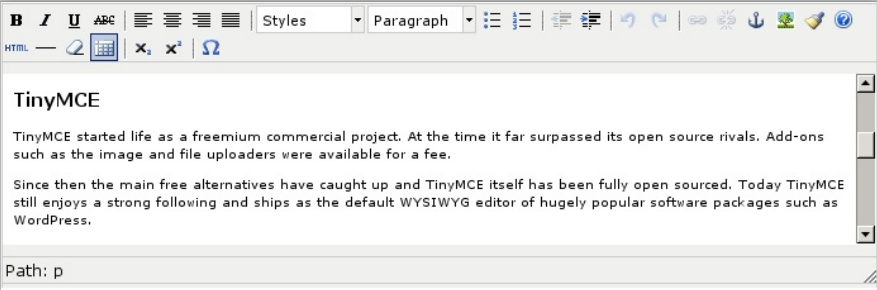 B I U ABC Styles Paragraph
HTML x₂ x² Ω
TinyMCE
TinyMCE started life as a freemium commercial project. At the time it far surpassed its open source rivals. Add-ons
such as the image and file uploaders were available for a fee.
Since then the main free alternatives have caught up and TinyMCE itself has been fully open sourced. Today TinyMCE
still enjoys a strong following and ships as the default WYSIWYG editor of hugely popular software packages such as
WordPress.
Path: p